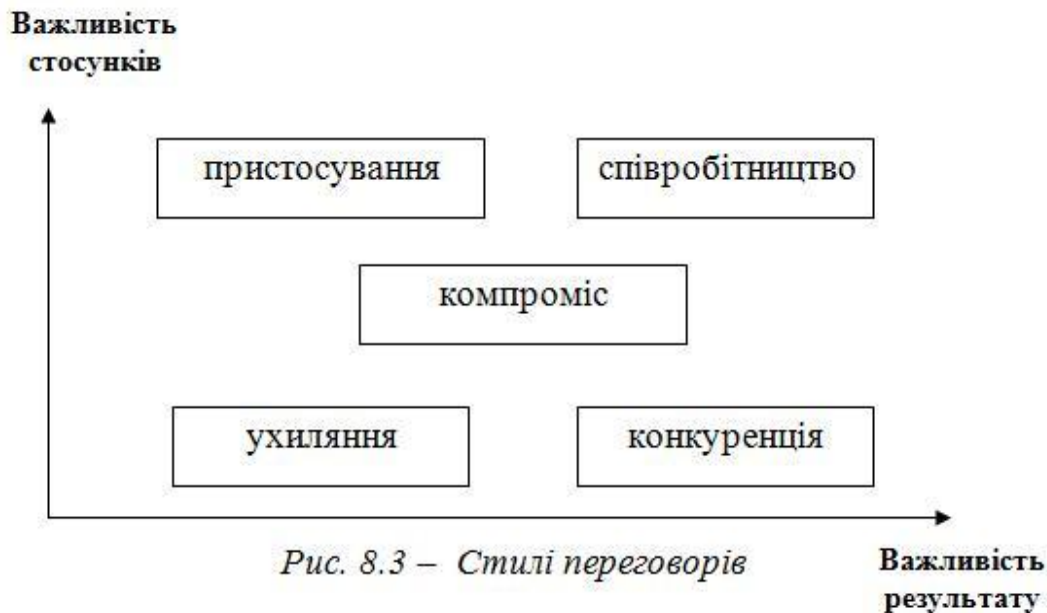 Важливість
стосунків
пристосування
співробітництво
компроміс
ухиляння
конкуренція
Рис. 8.3 – Стилі переговорів
Важливість
результату